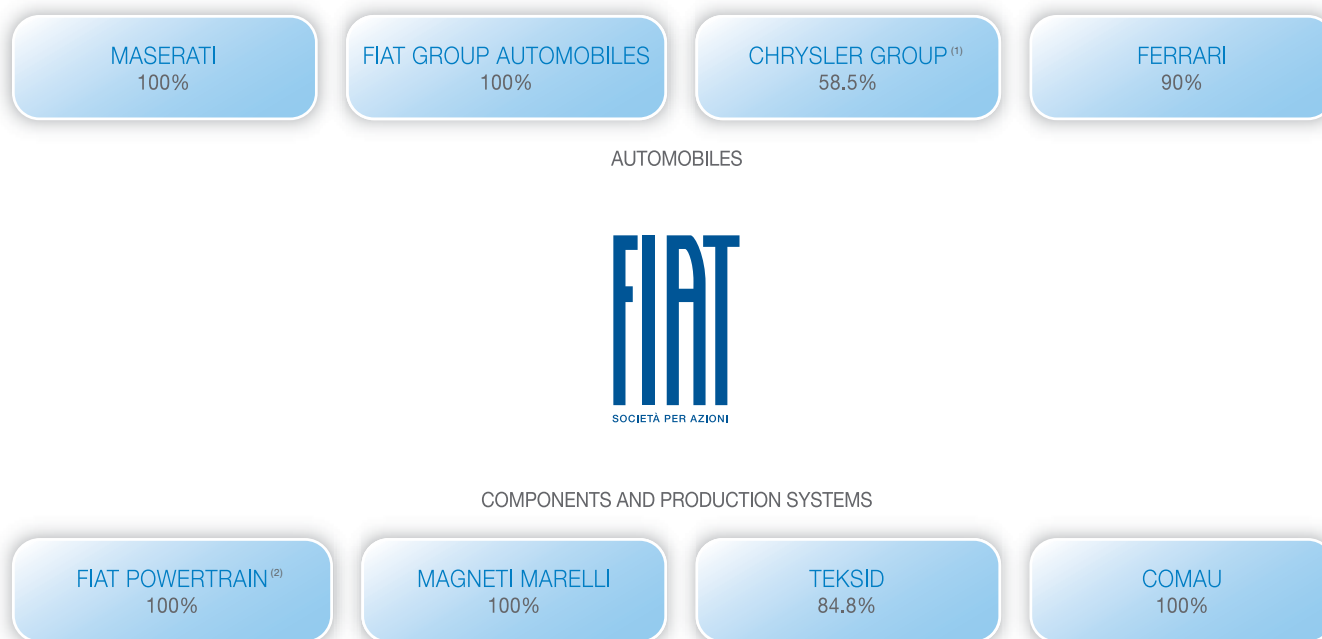 MASERATI
100%
FIAT GROUP AUTOMOBILES
100%
CHRYSLER GROUP (1)
58.5%
FERRARI
90%
AUTOMOBILES
FIAT
SOCIETÀ PER AZIONI
COMPONENTS AND PRODUCTION SYSTEMS
FIAT POWERTRAIN (2)
100%
MAGNETI MARELLI
100%
TEKSID
84.8%
COMAU
100%